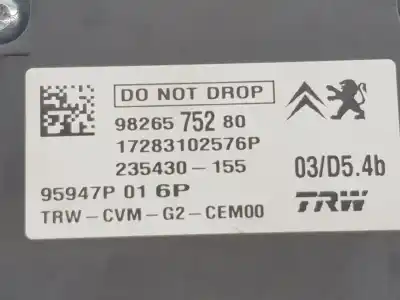 DO NOT DROP
98265 752 80
17283102576P
235430-155
03/D5.4b
95947P 01 6P
TRW-CVM-G2-CEM00
TRW